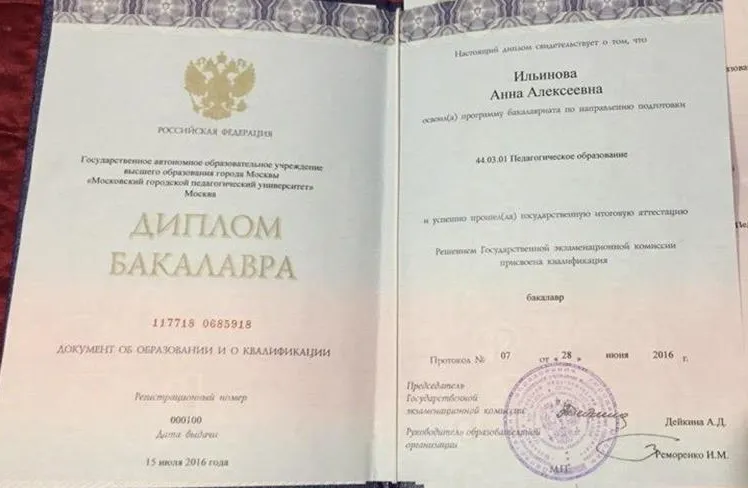 РОССИЙСКАЯ ФЕДЕРАЦИЯ
Государственное автономное образовательное учреждение
высшего образования города Москвы
«Московский городской педагогический университет»
Москва
ДИПЛОМ
БАКАЛАВРА
117718 0685918
ДОКУМЕНТ ОБ ОБРАЗОВАНИИ И О КВАЛИФИКАЦИИ
Регистрационный номер
000100
Дата выдачи
15 июля 2016 года
Настоящий диплом свидетельствует о том, что
Ильинова
Анна Алексеевна
освоил(а) программу бакалавриата по направлению подготовки
44.03.01 Педагогическое образование
и успешно прошел(ла) государственную итоговую аттестацию
Решением Государственной экзаменационной комиссии
присвоена квалификация
бакалавр
Протокол № 07 от « 28 » июня 2016 г.
Председатель
Государственной
экзаменационной комиссии
Дейкина А.Д.
Руководитель образовательной
организации
Реморенко И.М.
М.П.